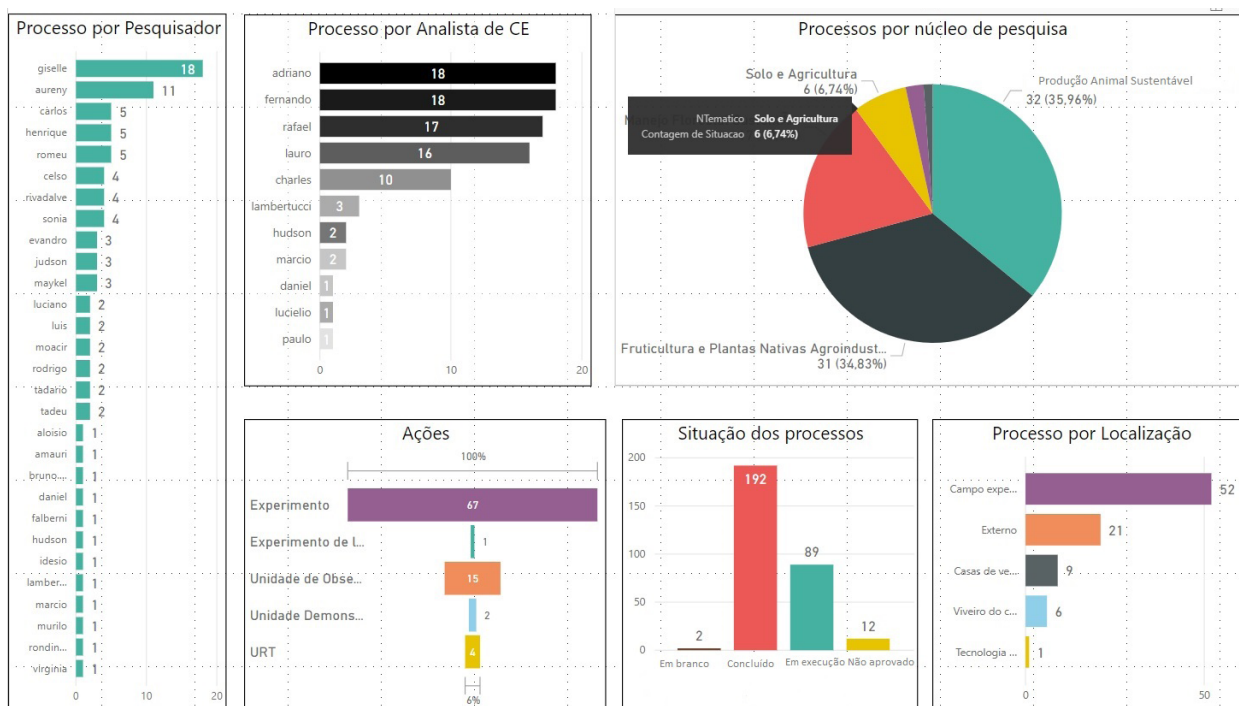 Processo por Pesquisador
giselle 18
aureny 11
carlos 5
henrique 5
romeu 5
celso 4
rivadalve 4
sonia 4
evandro 3
judson 3
maykel 3
luciano 2
luis 2
moacir 2
rodrigo 2
tadario 2
tadeu 2
aloisio 1
amauri 1
bruno.... 1
daniel 1
falberni 1
hudson 1
idesio 1
lamber... 1
marcio 1
murilo 1
rondin... 1
virginia 1
0 10 20
Processo por Analista de CE
adriano 18
fernando 18
rafael 17
lauro 16
charles 10
lambertucci 3
hudson 2
marcio 2
daniel 1
lucielio 1
paulo 1
0 10 20
Processos por núcleo de pesquisa
Solo e Agricultura
6 (6,74%)
Produção Animal Sustentável
32 (35,96%)
NTematico Solo e Agricultura
Contagem de Situacao 6 (6,74%)
Fruticultura e Plantas Nativas Agroindust...
31 (34,83%)
Ações
100%
Experimento 67
Experimento de l... 1
Unidade de Obse... 15
Unidade Demons... 2
URT 4
6%
Situação dos processos
200
150
100
50
0
2
192
89
12
Em branco Concluído Em execução Não aprovado
Processo por Localização
Campo expe... 52
Externo 21
Casas de ve... 9
Viveiro do c... 6
Tecnologia ... 1
0 50